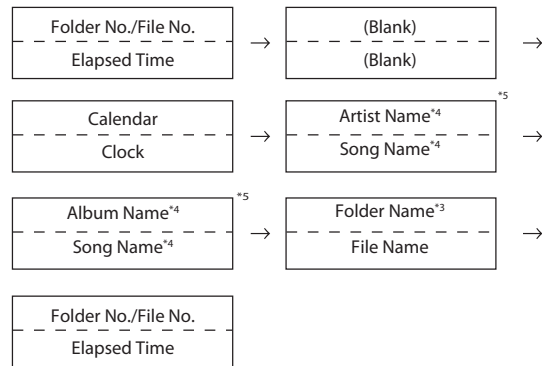 Folder No./File No.
Elapsed Time
→
(Blank)
(Blank)
→
Calendar
Clock
→
Artist Name*4
Song Name*4
*5
→
Album Name*4
Song Name*4
*5
→
Folder Name*3
File Name
→
Folder No./File No.
Elapsed Time